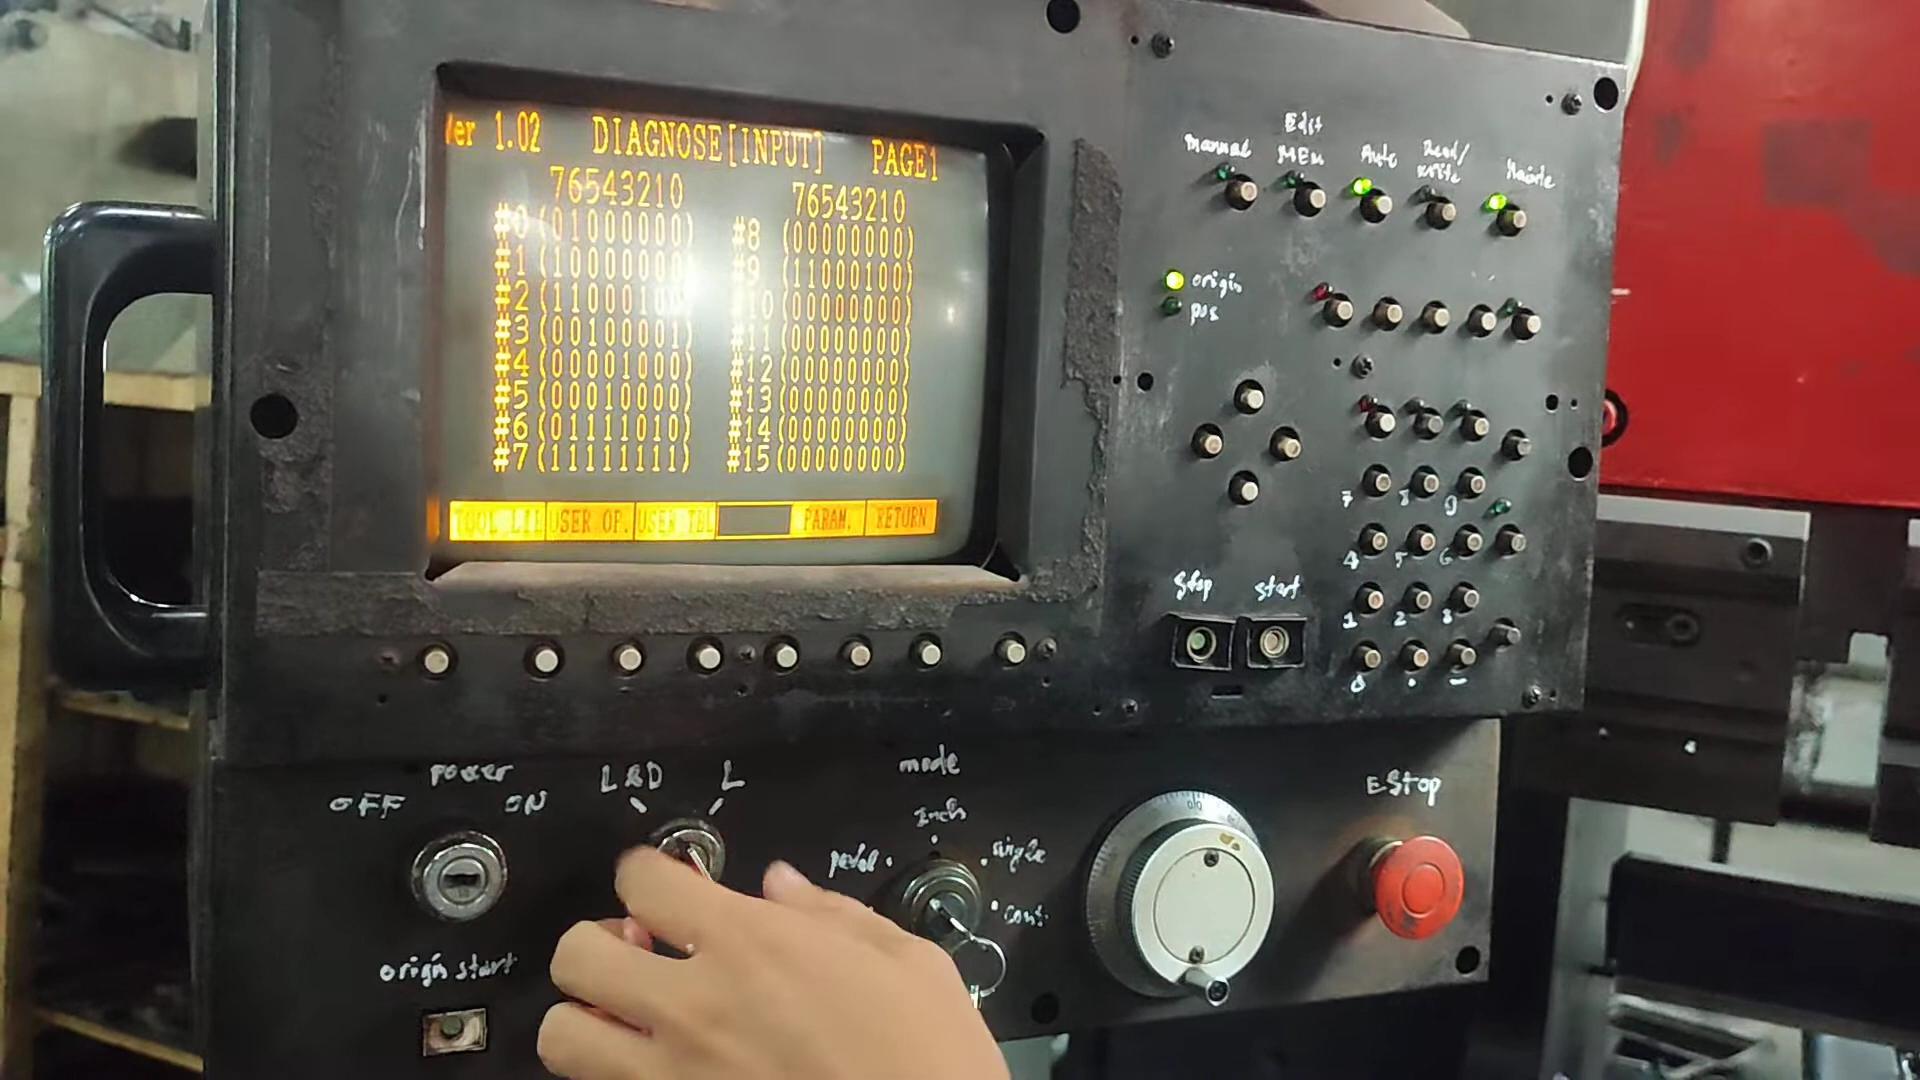 Ver 1.02 DIAGNOSE[INPUT] PAGE1
76543210 76543210
#0(01000000) #8 (00000000)
#1(10000000) #9 (11000100)
#2(11000100) #10(00000000)
#3(00100001) #11(00000000)
#4(00001000) #12(00000000)
#5(00010000) #13(00000000)
#6(01111010) #14(00000000)
#7(11111111) #15(00000000)
USER OP. PARAM. RETURN
Manual
Edit
Auto
Read/
write
origin
pos
7 8 9
4 5 6
1 2 3
0 . -
Stop start
power
OFF ON
L&D L
mode
Inch
pedal single
cont.
EStop
origin start